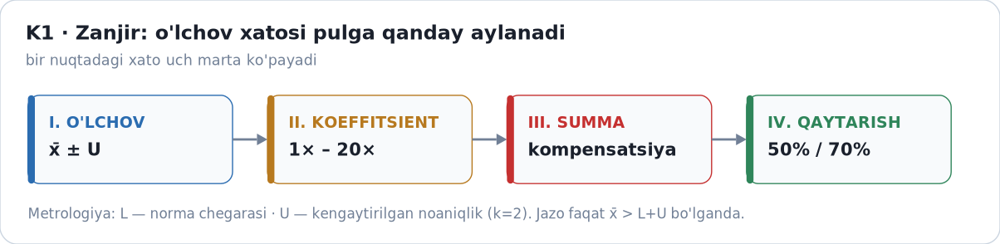 K1 · Zanjir: o'lchov xatosi pulga qanday aylanadi
bir nuqtadagi xato uch marta ko'payadi
I. O'LCHOV
x̄ ± U
II. KOEFFITSIENT
1× – 20×
III. SUMMA
kompensatsiya
IV. QAYTARISH
50% / 70%
Metrologiya: L — norma chegarasi · U — kengaytirilgan noaniqlik (k=2). Jazo faqat x̄ > L+U bo'lganda.